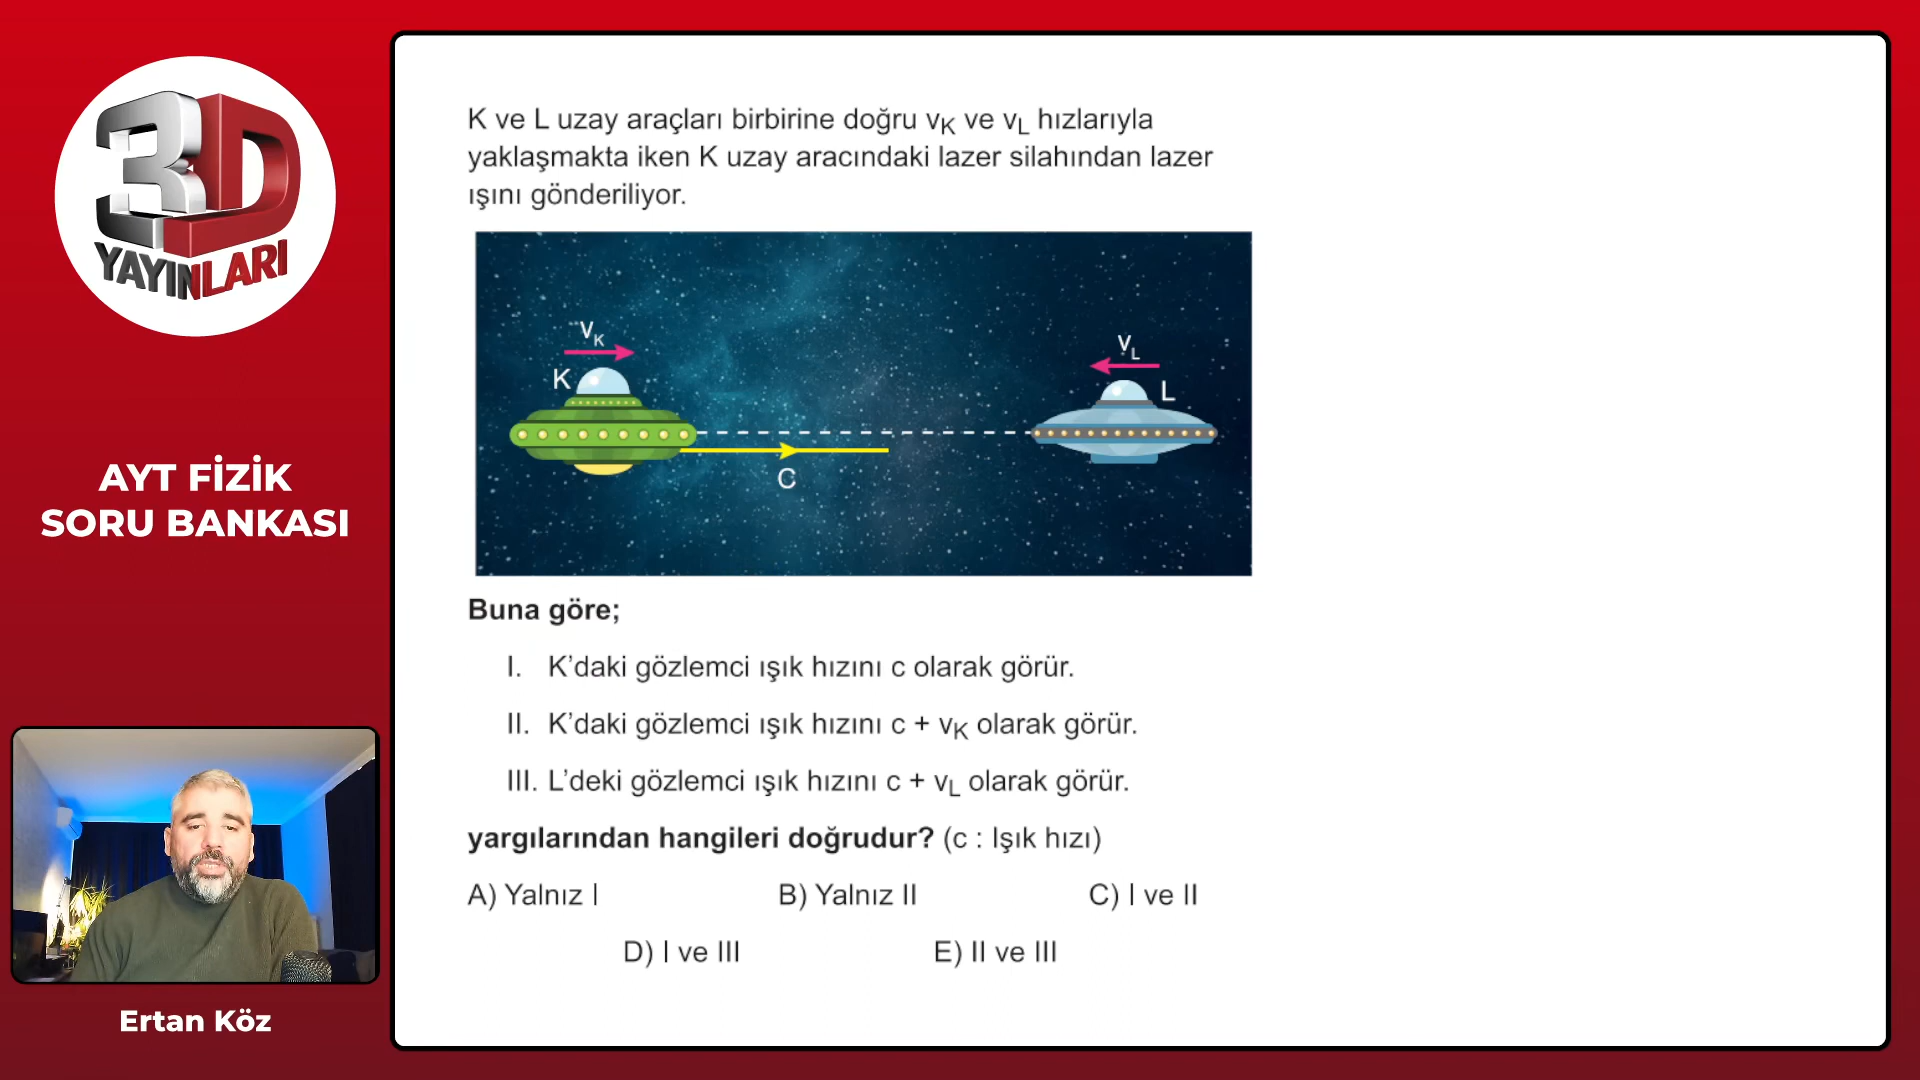 3D
YAYINLARI
AYT FİZİK
SORU BANKASI
Ertan Köz
K ve L uzay araçları birbirine doğru vK ve vL hızlarıyla
yaklaşmakta iken K uzay aracındaki lazer silahından lazer
ışını gönderiliyor.
vK
K
vL
L
C
Buna göre;
I. K’daki gözlemci ışık hızını c olarak görür.
II. K’daki gözlemci ışık hızını c + vK olarak görür.
III. L’deki gözlemci ışık hızını c + vL olarak görür.
yargılarından hangileri doğrudur? (c : Işık hızı)
A) Yalnız I B) Yalnız II C) I ve II
D) I ve III E) II ve III